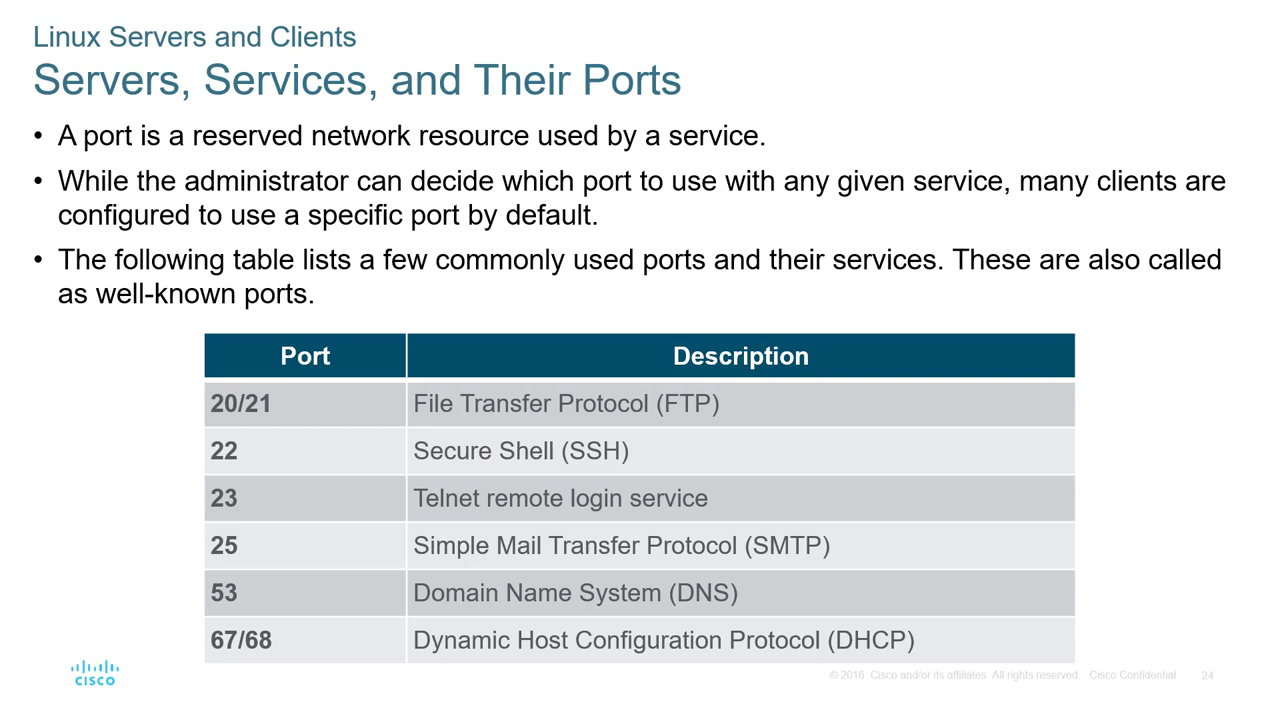 Linux Servers and Clients
Servers, Services, and Their Ports
• A port is a reserved network resource used by a service.
• While the administrator can decide which port to use with any given service, many clients are
configured to use a specific port by default.
• The following table lists a few commonly used ports and their services. These are also called
as well-known ports.
Port Description
20/21 File Transfer Protocol (FTP)
22 Secure Shell (SSH)
23 Telnet remote login service
25 Simple Mail Transfer Protocol (SMTP)
53 Domain Name System (DNS)
67/68 Dynamic Host Configuration Protocol (DHCP)
CISCO
© 2016 Cisco and/or its affiliates. All rights reserved. Cisco Confidential 24